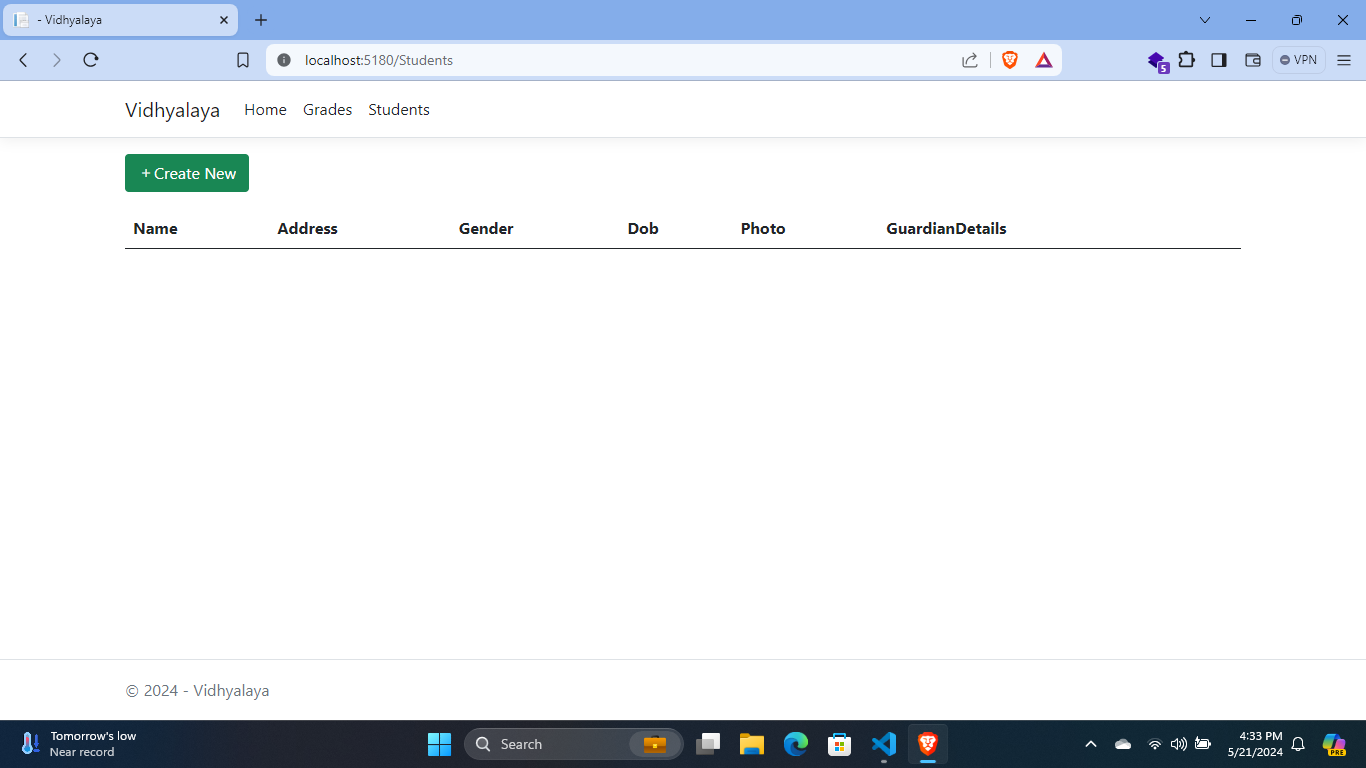 - Vidhyalaya
localhost:5180/Students
5
VPN
Vidhyalaya Home Grades Students
+ Create New
Name Address Gender Dob Photo GuardianDetails
© 2024 - Vidhyalaya
Tomorrow's low
Near record
Search
4:33 PM
5/21/2024
PRE